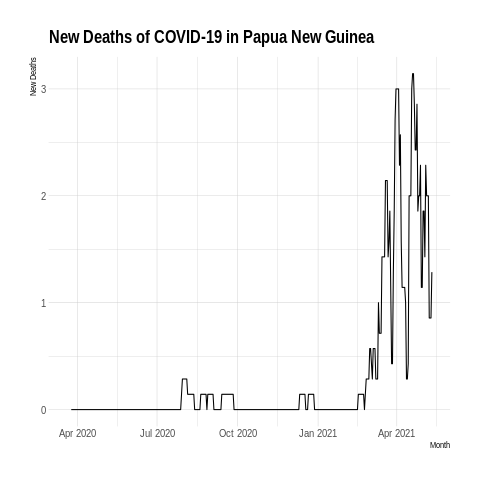 New Deaths of COVID-19 in Papua New Guinea
New Deaths
3
2
1
0
Apr 2020 Jul 2020 Oct 2020 Jan 2021 Apr 2021
Month